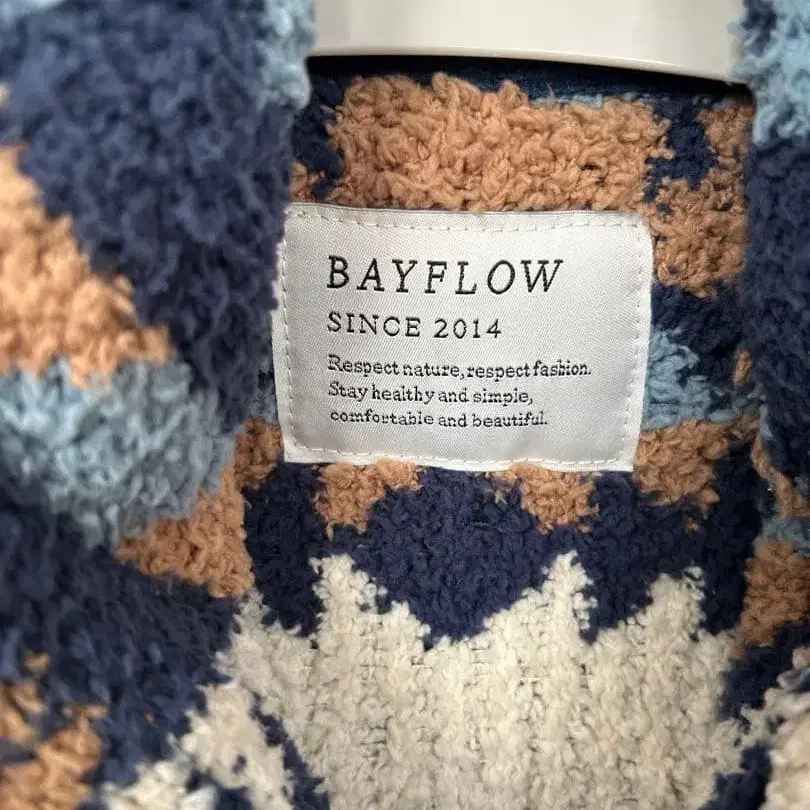 BAYFLOW
SINCE 2014
Respect nature, respect fashion.
Stay healthy and simple,
comfortable and beautiful.